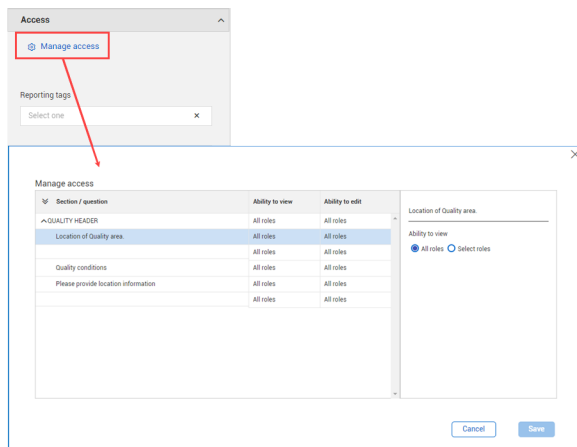 Access
Manage access
Reporting tags
Select one
Manage access
Section / question Ability to view Ability to edit
QUALITY HEADER All roles All roles
Location of Quality area. All roles All roles
All roles All roles
Quality conditions All roles All roles
Please provide location information All roles All roles
All roles All roles
Location of Quality area.
Ability to view
All roles Select roles
Cancel Save